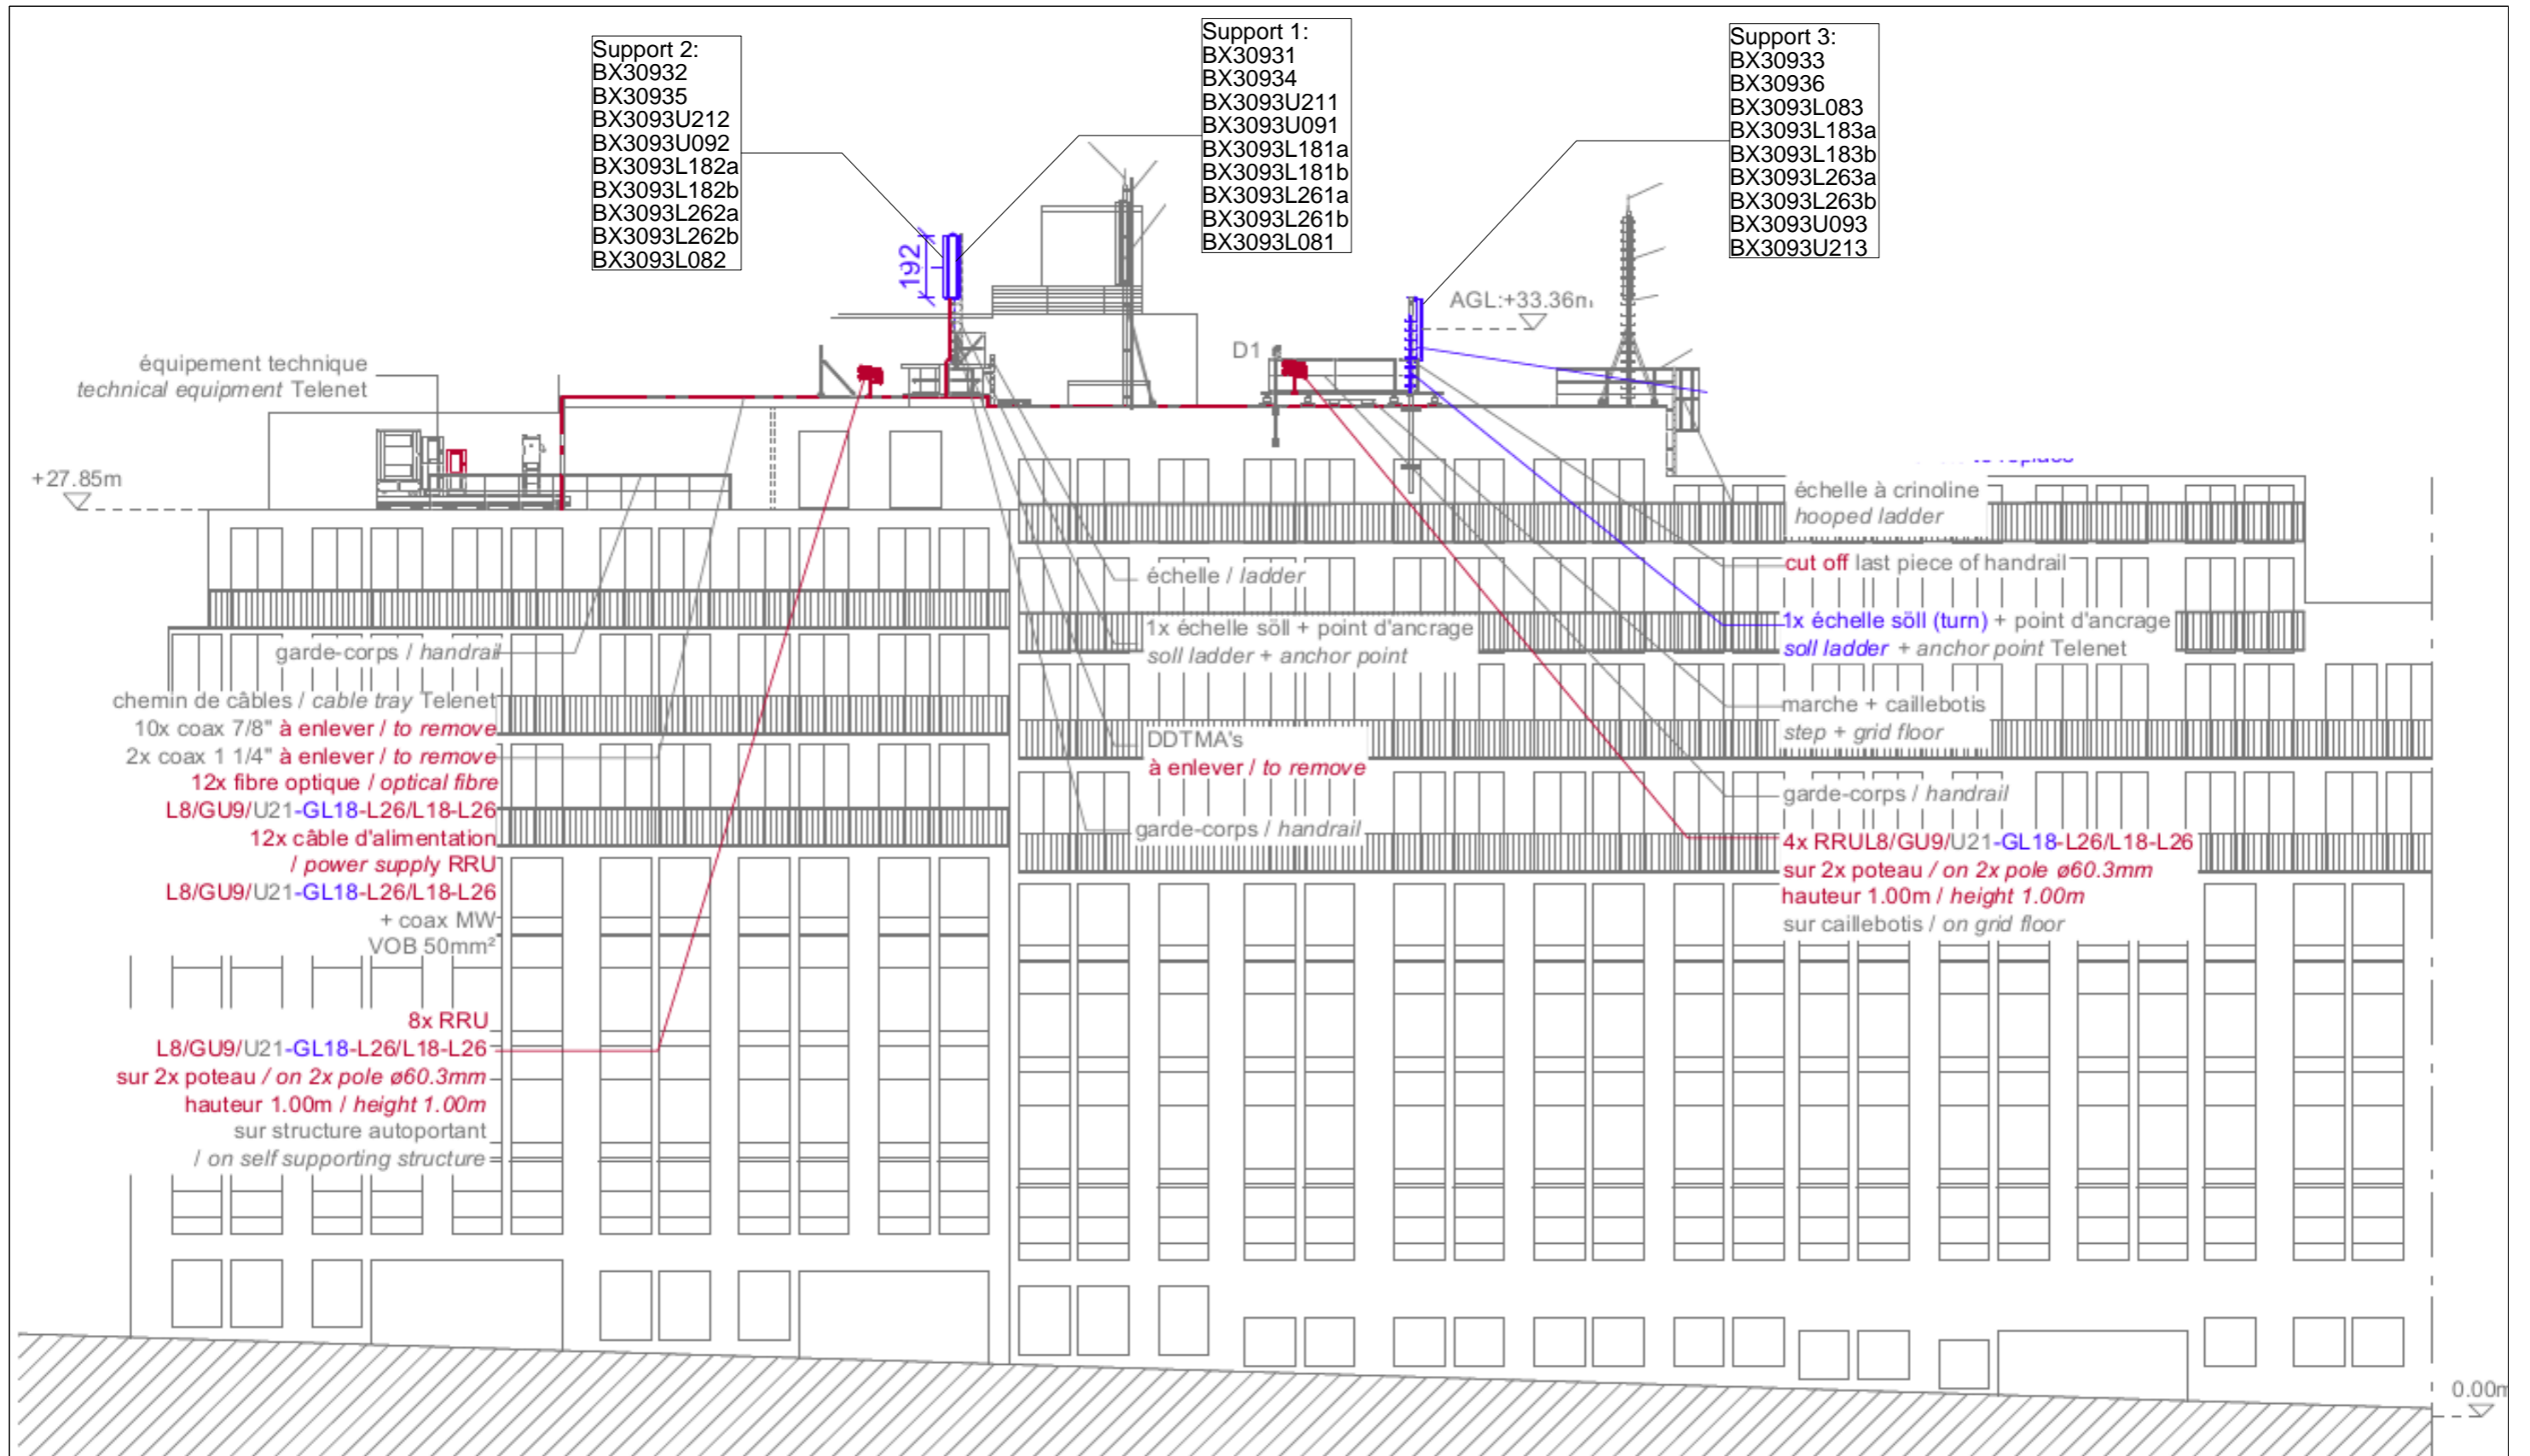 Support 2:
BX30932
BX30935
BX3093U212
BX3093U092
BX3093L182a
BX3093L182b
BX3093L262a
BX3093L262b
BX3093L082
Support 1:
BX30931
BX30934
BX3093U211
BX3093U091
BX3093L181a
BX3093L181b
BX3093L261a
BX3093L261b
BX3093L081
Support 3:
BX30933
BX30936
BX3093L083
BX3093L183a
BX3093L183b
BX3093L263a
BX3093L263b
BX3093U093
BX3093U213
192
AGL:+33.36m
D1
équipement technique
technical equipment Telenet
+27.85m
garde-corps / handrail
chemin de câbles / cable tray Telenet
10x coax 7/8" à enlever / to remove
2x coax 1 1/4" à enlever / to remove
12x fibre optique / optical fibre
L8/GU9/U21-GL18-L26/L18-L26
12x câble d'alimentation
/ power supply RRU
L8/GU9/U21-GL18-L26/L18-L26
+ coax MW
VOB 50mm²
8x RRU
L8/GU9/U21-GL18-L26/L18-L26
sur 2x poteau / on 2x pole ø60.3mm
hauteur 1.00m / height 1.00m
sur structure autoportant
/ on self supporting structure
échelle / ladder
1x échelle söll + point d'ancrage
soll ladder + anchor point
DDTMA's
à enlever / to remove
garde-corps / handrail
échelle à crinoline
hooped ladder
cut off last piece of handrail
1x échelle söll (turn) + point d'ancrage
soll ladder + anchor point Telenet
marche + caillebotis
step + grid floor
garde-corps / handrail
4x RRUL8/GU9/U21-GL18-L26/L18-L26
sur 2x poteau / on 2x pole ø60.3mm
hauteur 1.00m / height 1.00m
sur caillebotis / on grid floor
0.00m